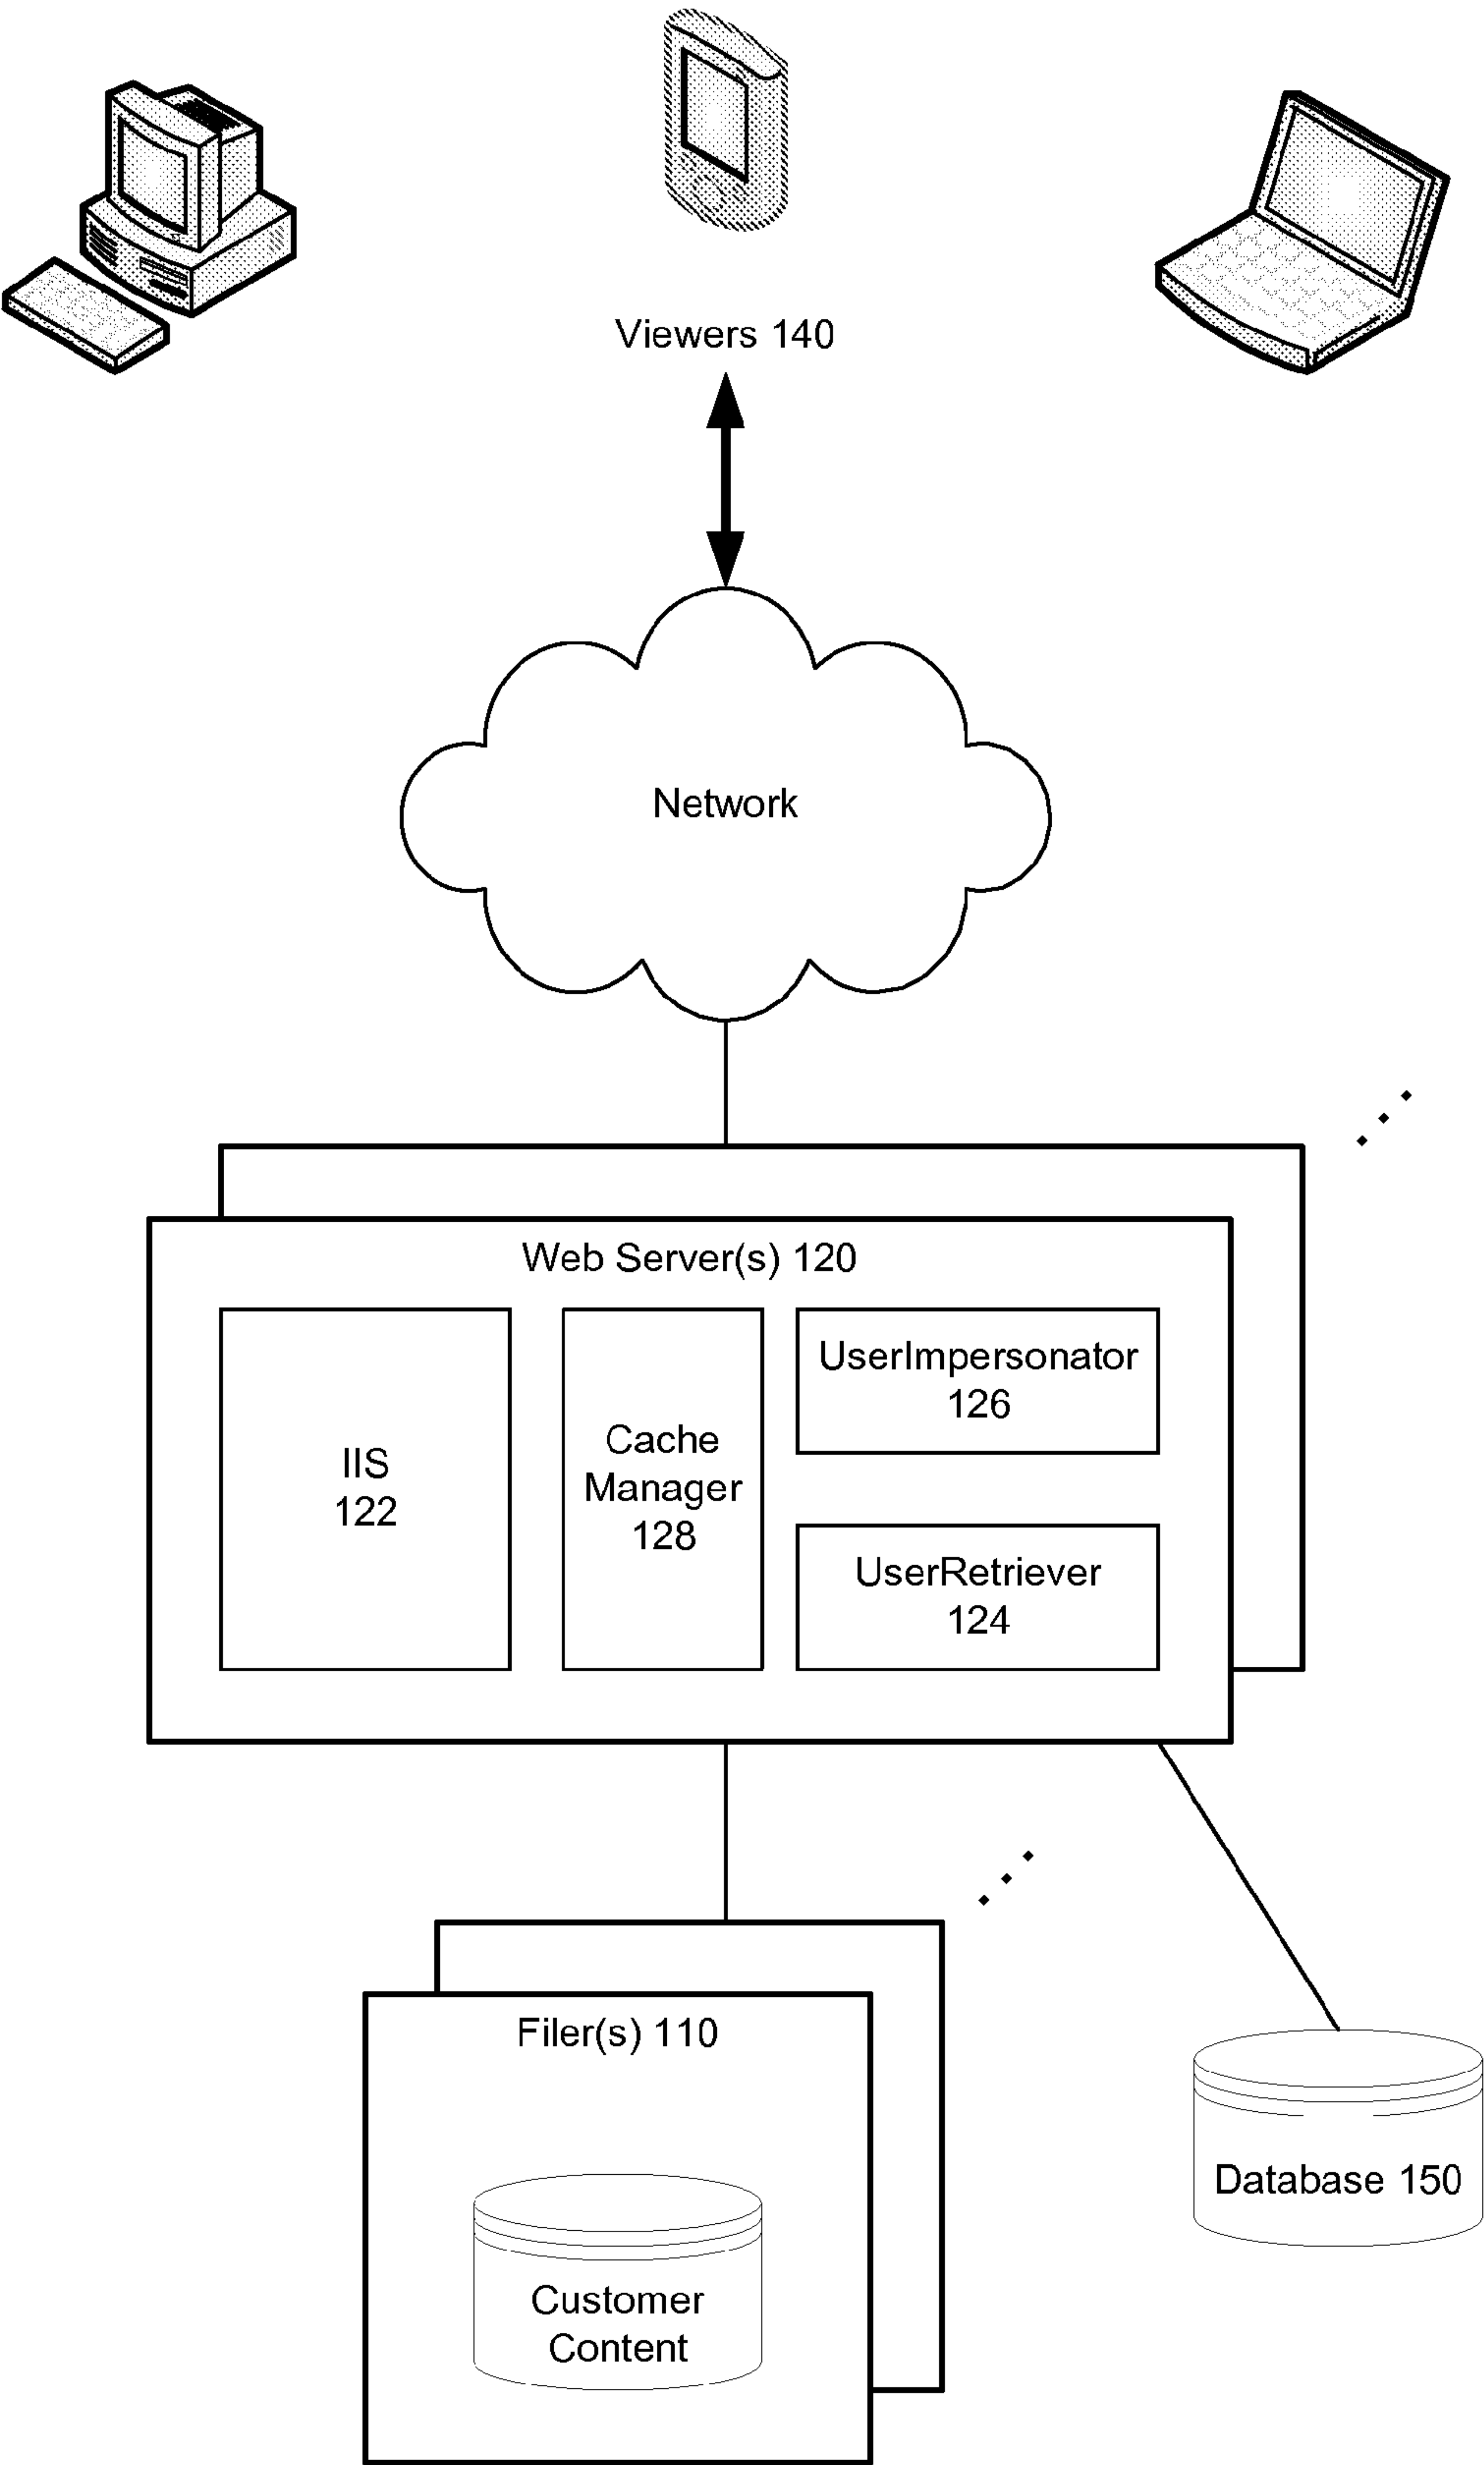 Viewers 140
Network
Web Server(s) 120
IIS
122
Cache
Manager
128
UserImpersonator
126
UserRetriever
124
Filer(s) 110
Customer
Content
Database 150